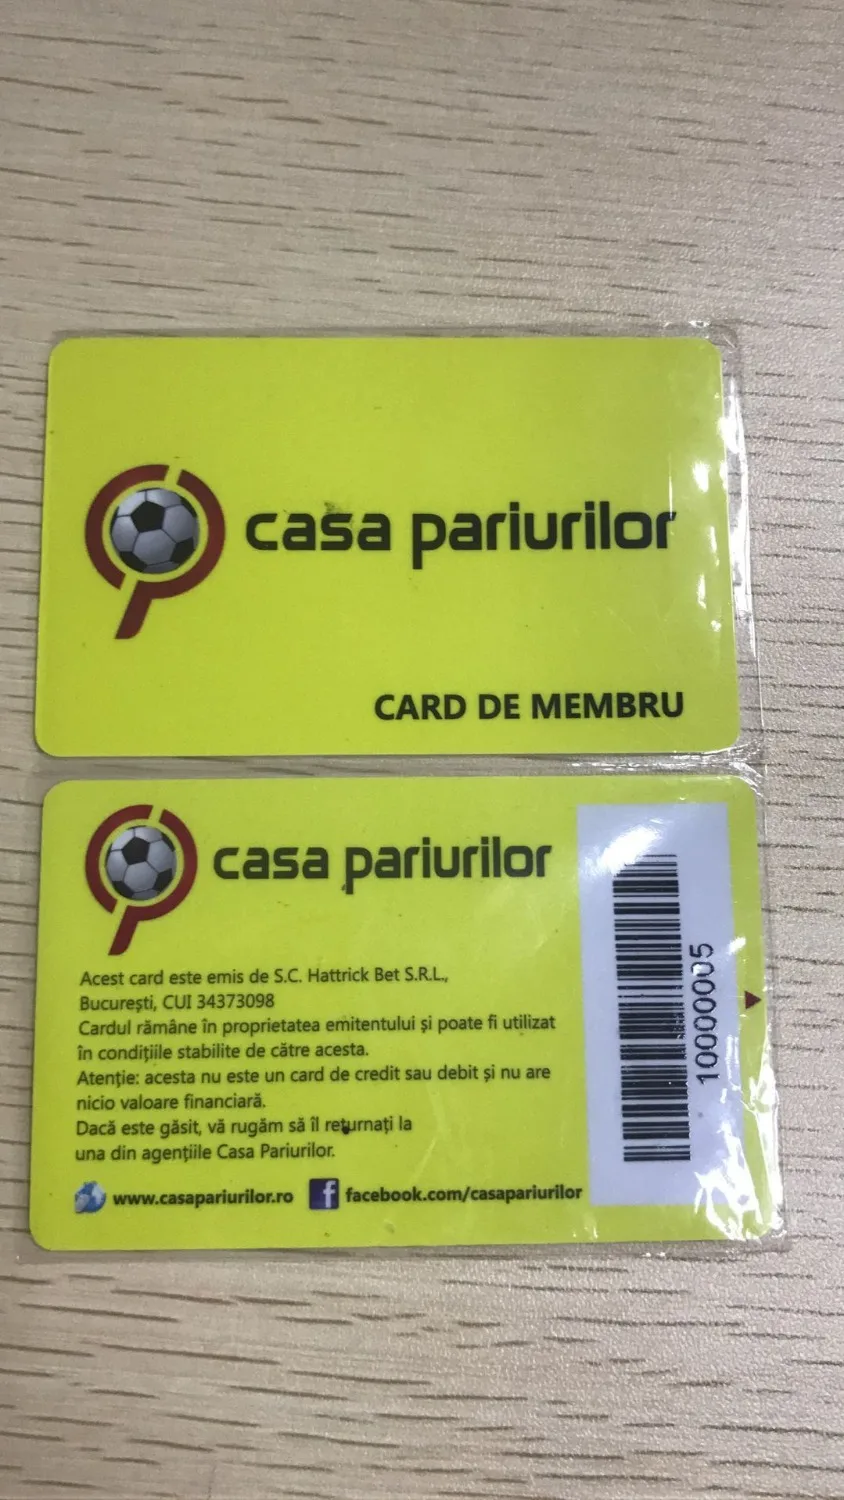 casa pariurilor
CARD DE MEMBRU
casa pariurilor
Acest card este emis de S.C. Hattrick Bet S.R.L.,
București, CUI 34373098
Cardul rămâne în proprietatea emitentului și poate fi utilizat
în condițiile stabilite de către acesta.
Atenție: acesta nu este un card de credit sau debit și nu are
nicio valoare financiară.
Dacă este găsit, vă rugăm să îl returnați la
una din agențiile Casa Pariurilor.
www.casapariurilor.ro f facebook.com/casapariurilor
10000005